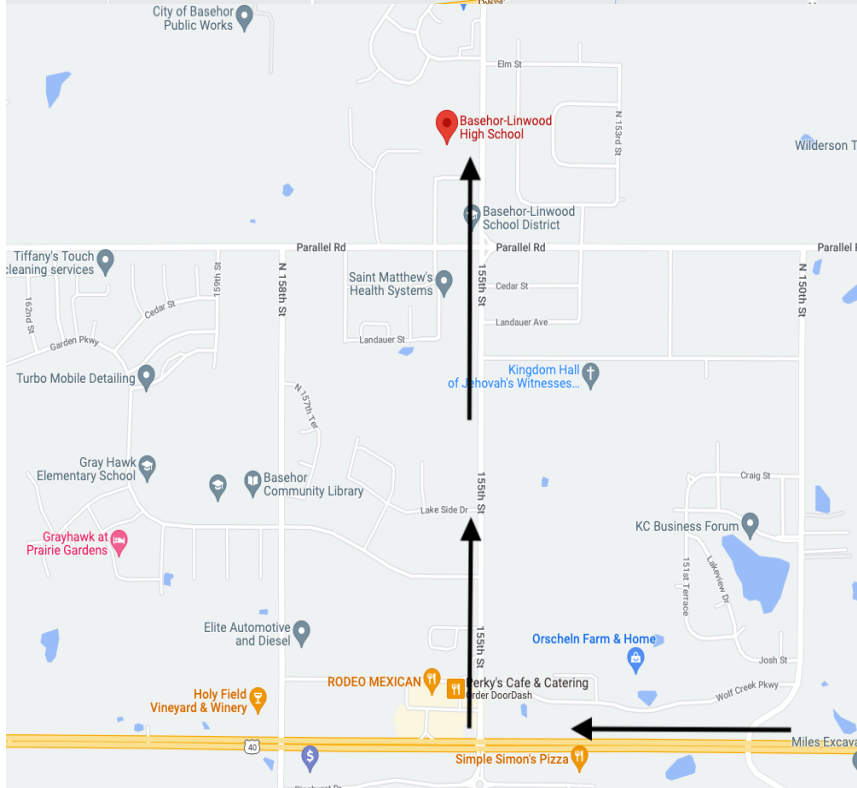 City of Basehor
Public Works
Elm St
N 153rd St
Basehor-Linwood
High School
Wilderson T
Basehor-Linwood
School District
Parallel Rd
Parallel Rd
Parallel R
Tiffany's Touch
cleaning services
159th St
N 158th St
Saint Matthew's
Health Systems
155th St
Cedar St
N 150th St
162nd St
Cedar St
Landauer Ave
Garden Pkwy
Landauer St
Turbo Mobile Detailing
Kingdom Hall
of Jehovah's Witnesses...
N 157th Ter
Gray Hawk
Elementary School
Basehor
Community Library
155th St
Craig St
Lake Side Dr
KC Business Forum
Grayhawk at
Prairie Gardens
151st Terrace
Lakeview Dr
Elite Automotive
and Diesel
155th St
Orscheln Farm & Home
Josh St
RODEO MEXICAN
Perky's Cafe & Catering
Order DoorDash
Wolf Creek Pkwy
Holy Field
Vineyard & Winery
40
Miles Excava
Simple Simon's Pizza
$